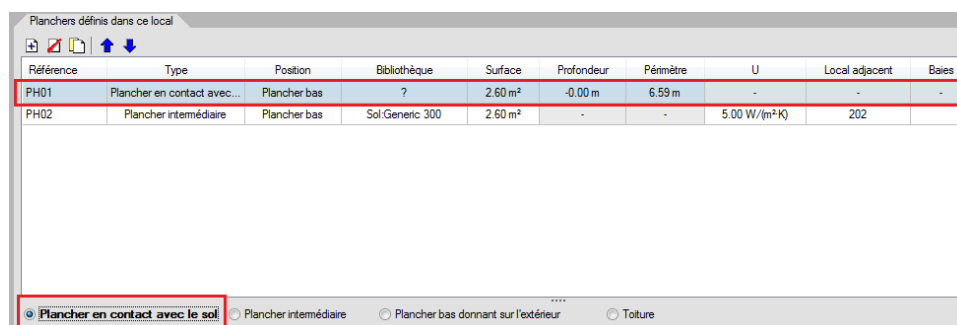 Planchers définis dans ce local
Référence Type Position Bibliothèque Surface Profondeur Périmètre U Local adjacent Baies
PH01 Plancher en contact avec... Plancher bas ? 2.60 m² -0.00 m 6.59 m - - -
PH02 Plancher intermédiaire Plancher bas Sol:Generic 300 2.60 m² - - 5.00 W/(m²·K) 202
Plancher en contact avec le sol Plancher intermédiaire Plancher bas donnant sur l'extérieur Toiture